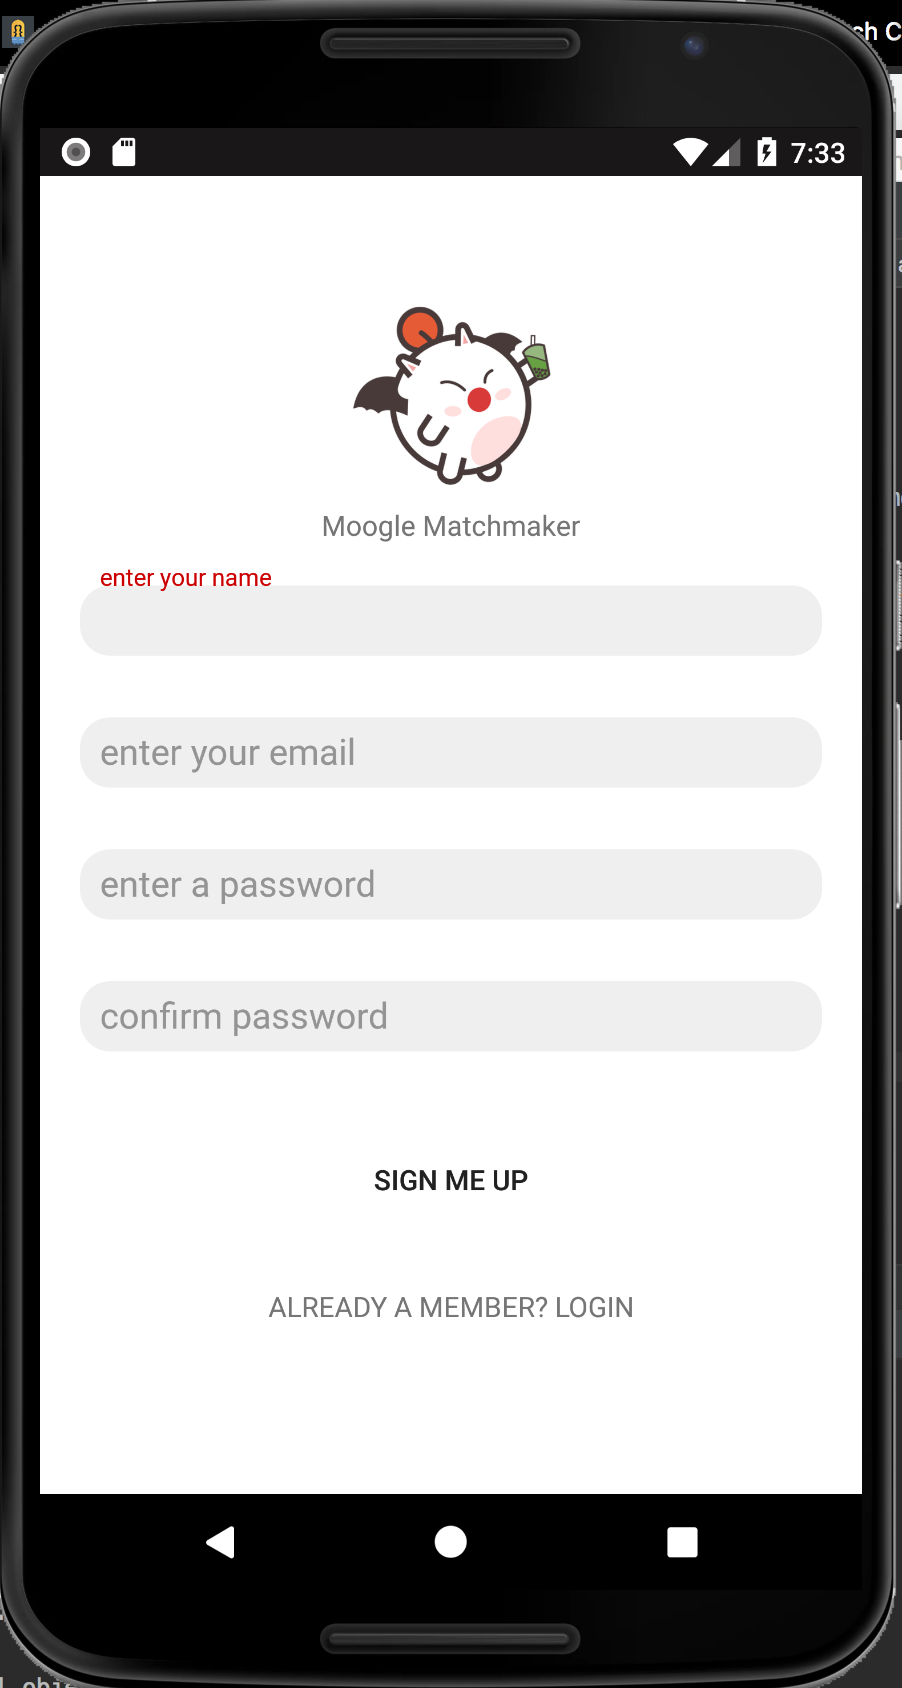 ch C
7:33
Moogle Matchmaker
enter your name
enter your email
enter a password
confirm password
SIGN ME UP
ALREADY A MEMBER? LOGIN